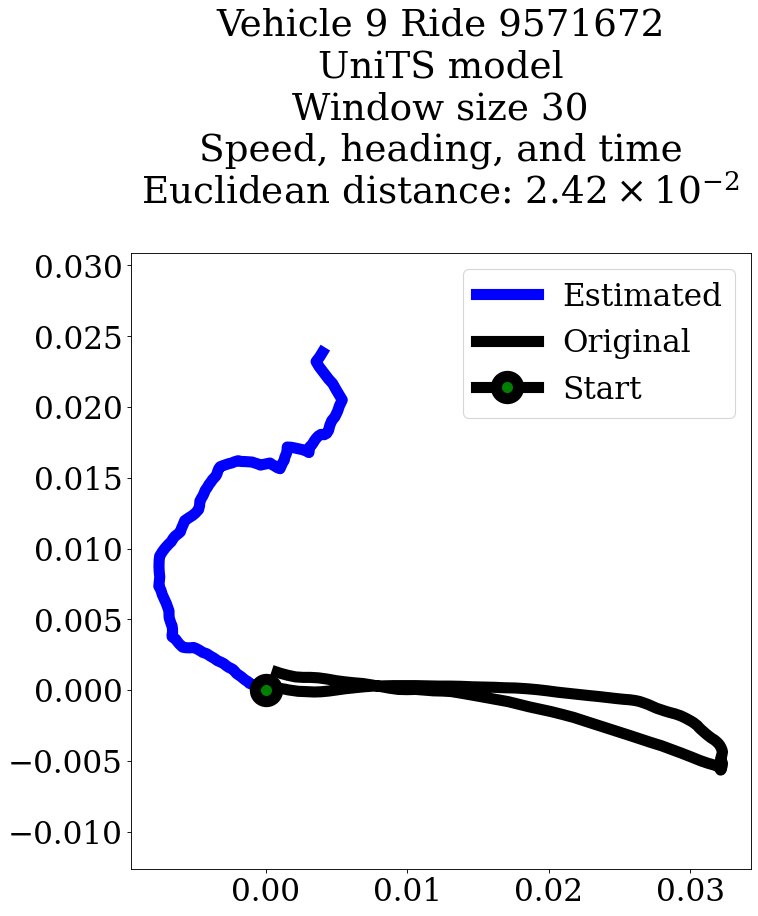 Vehicle 9 Ride 9571672
UniTS model
Window size 30
Speed, heading, and time
Euclidean distance: 2.42 × 10⁻²
0.030
0.025
0.020
0.015
0.010
0.005
0.000
−0.005
−0.010
Estimated
Original
Start
0.00 0.01 0.02 0.03